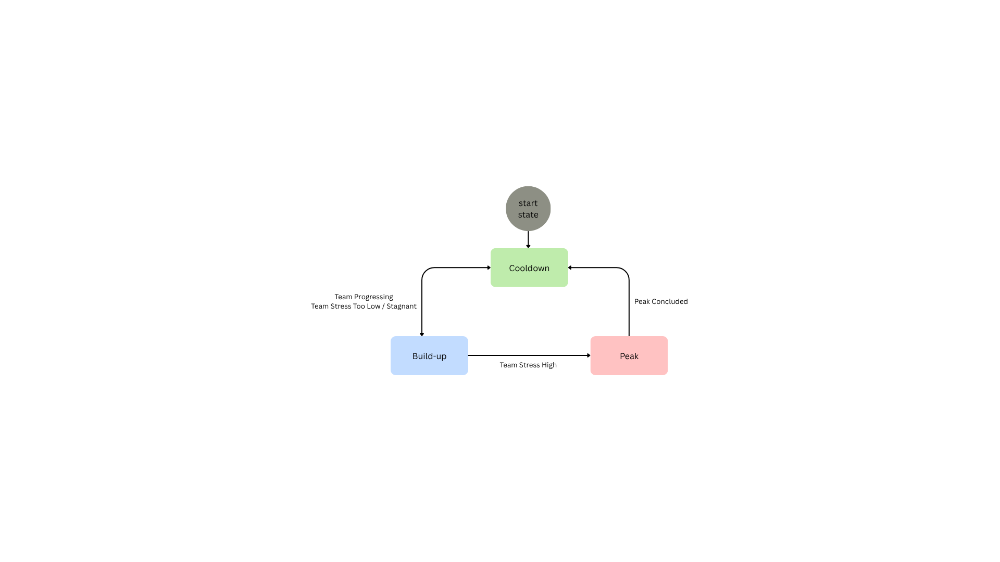 start
state
Cooldown
Team Progressing
Team Stress Too Low / Stagnant
Peak Concluded
Build-up
Team Stress High
Peak